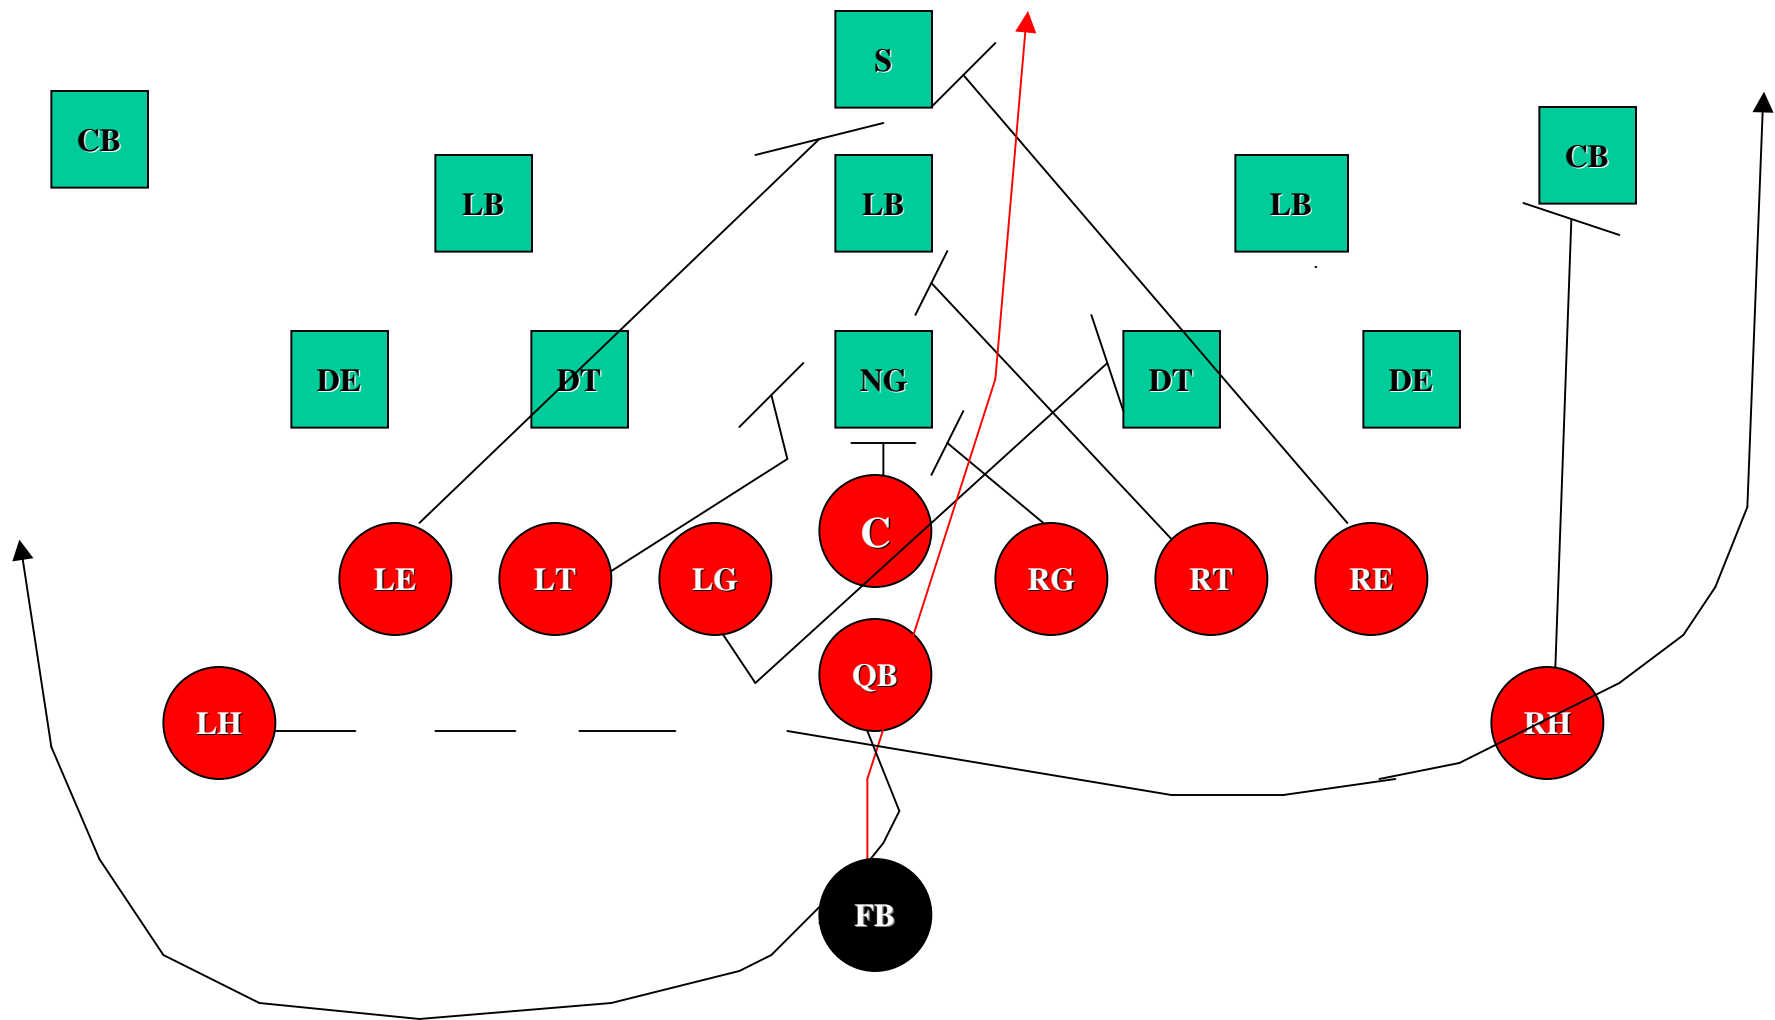 S
CB
CB
LB
LB
LB
DE
DT
NG
DT
DE
C
LE
LT
LG
RG
RT
RE
QB
LH
RH
FB